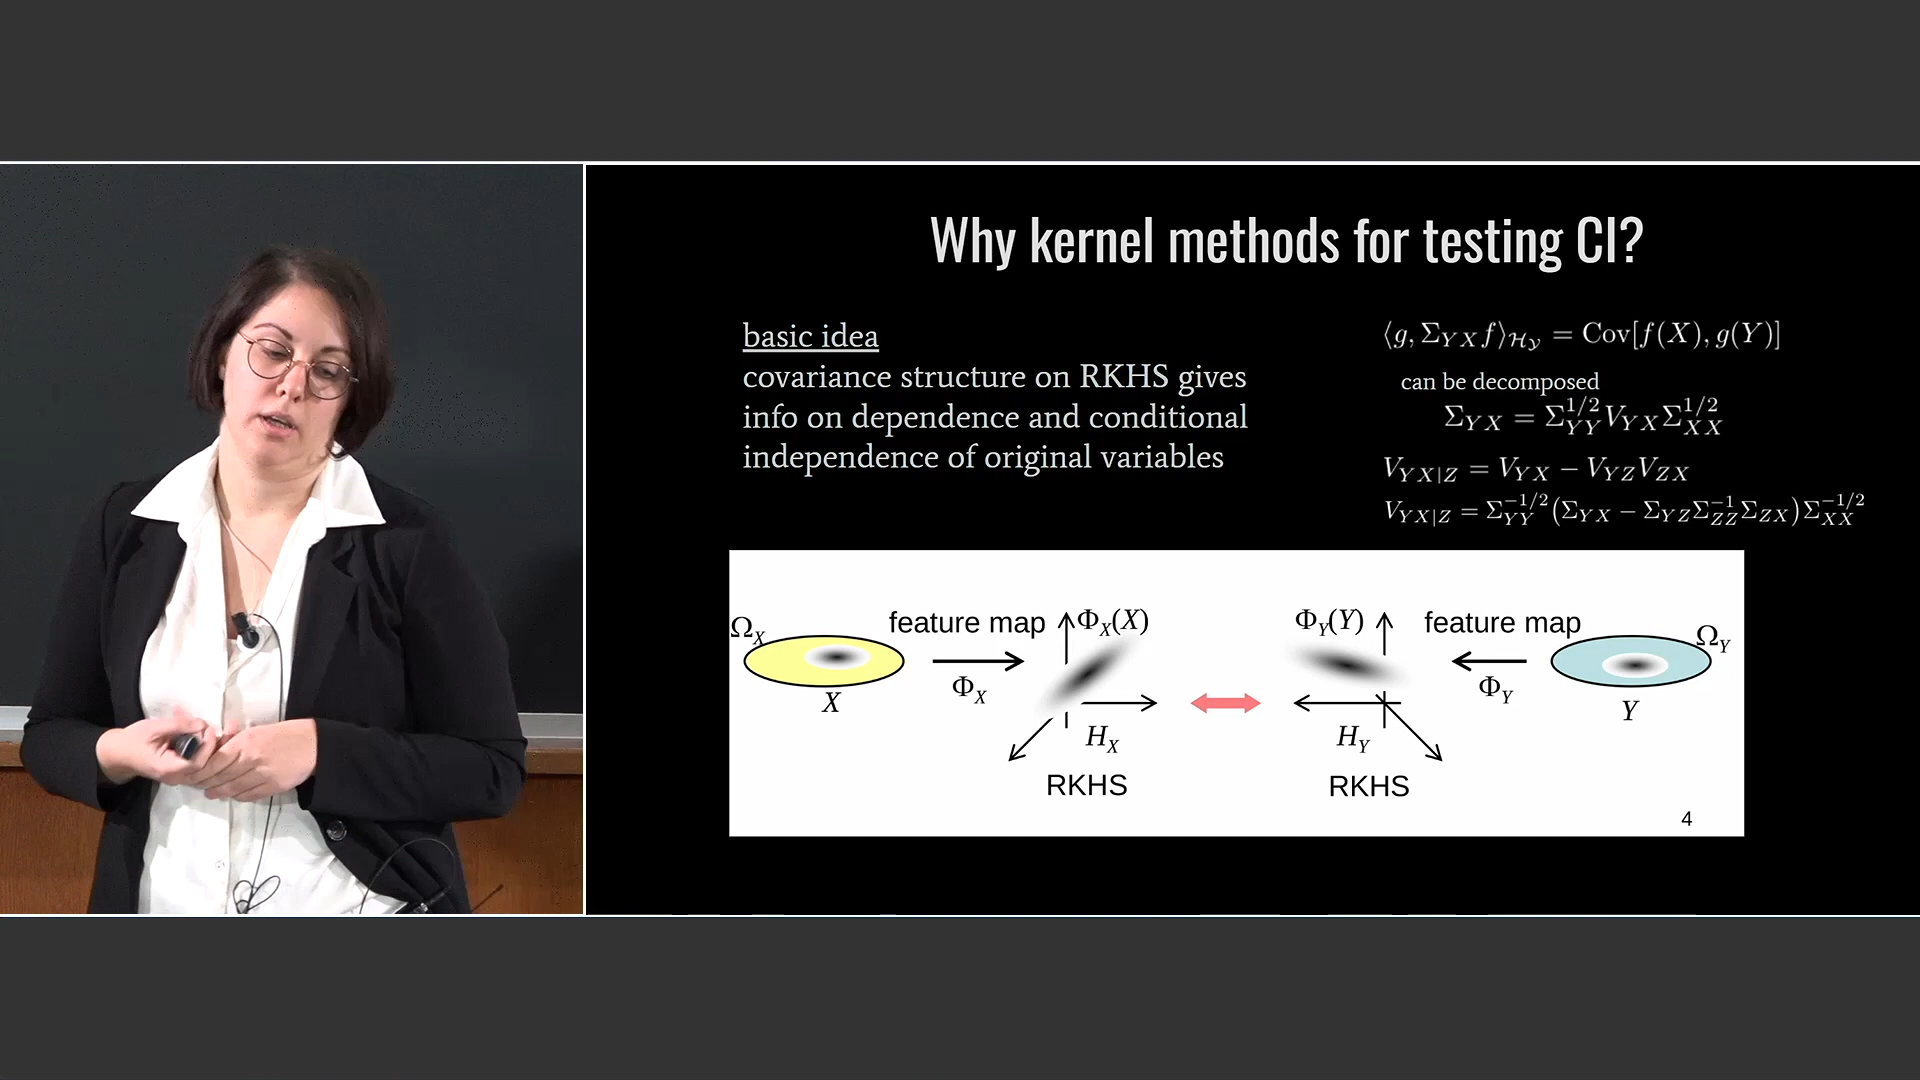 Why kernel methods for testing CI?
basic idea
covariance structure on RKHS gives
info on dependence and conditional
independence of original variables
⟨g, Σ_{YX} f⟩_{H_Y} = Cov[f(X), g(Y)]
can be decomposed
Σ_{YX} = Σ_{YY}^{1/2} V_{YX} Σ_{XX}^{1/2}
V_{YX|Z} = V_{YX} − V_{YZ} V_{ZX}
V_{YX|Z} = Σ_{YY}^{−1/2} (Σ_{YX} − Σ_{YZ} Σ_{ZZ}^{−1} Σ_{ZX}) Σ_{XX}^{−1/2}
Ω_X feature map Φ_X(X) Φ_Y(Y) feature map Ω_Y
X Φ_X Φ_Y Y
H_X H_Y
RKHS RKHS
4